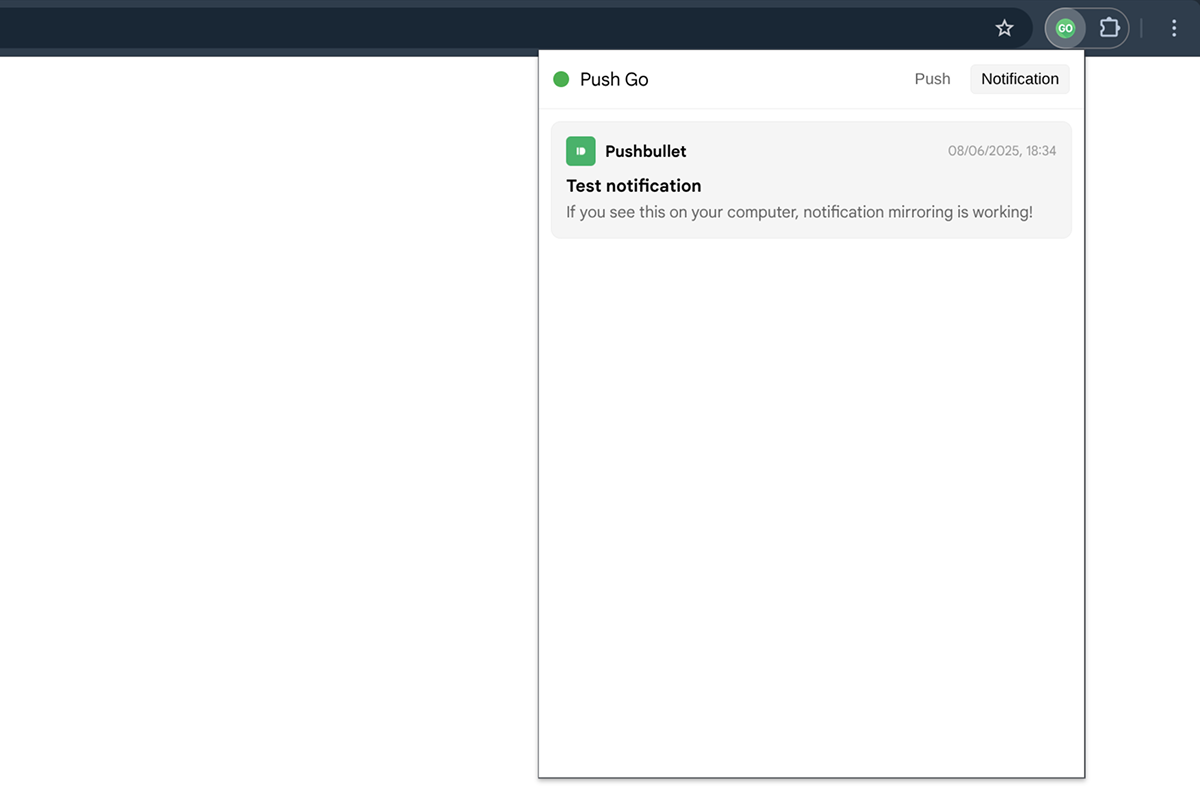 GO
Push Go
Push
Notification
Pushbullet
08/06/2025, 18:34
Test notification
If you see this on your computer, notification mirroring is working!